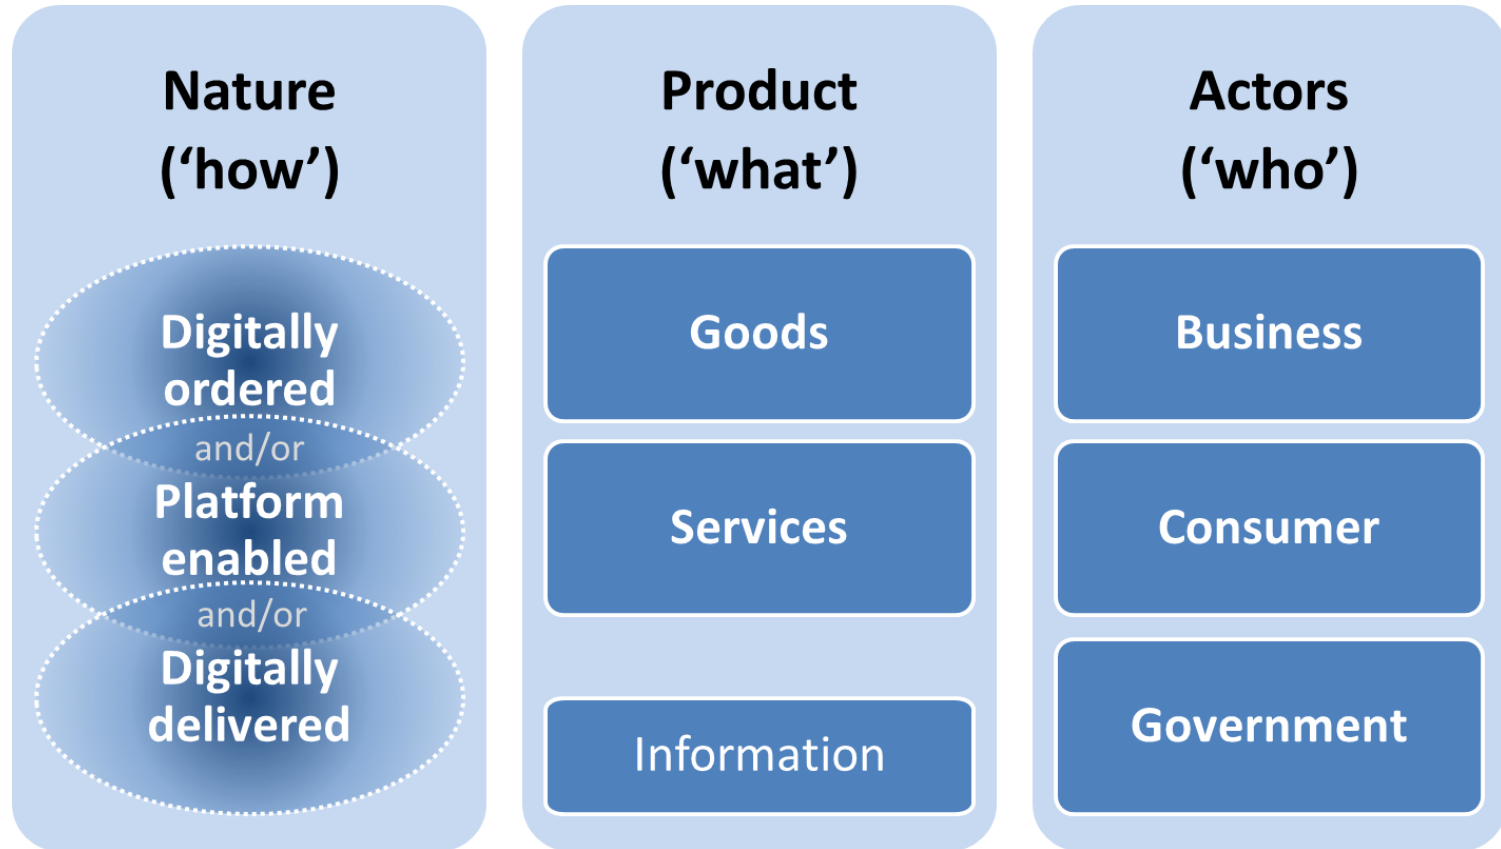 Nature
(‘how’)
Digitally
ordered
and/or
Platform
enabled
and/or
Digitally
delivered
Product
(‘what’)
Goods
Services
Information
Actors
(‘who’)
Business
Consumer
Government